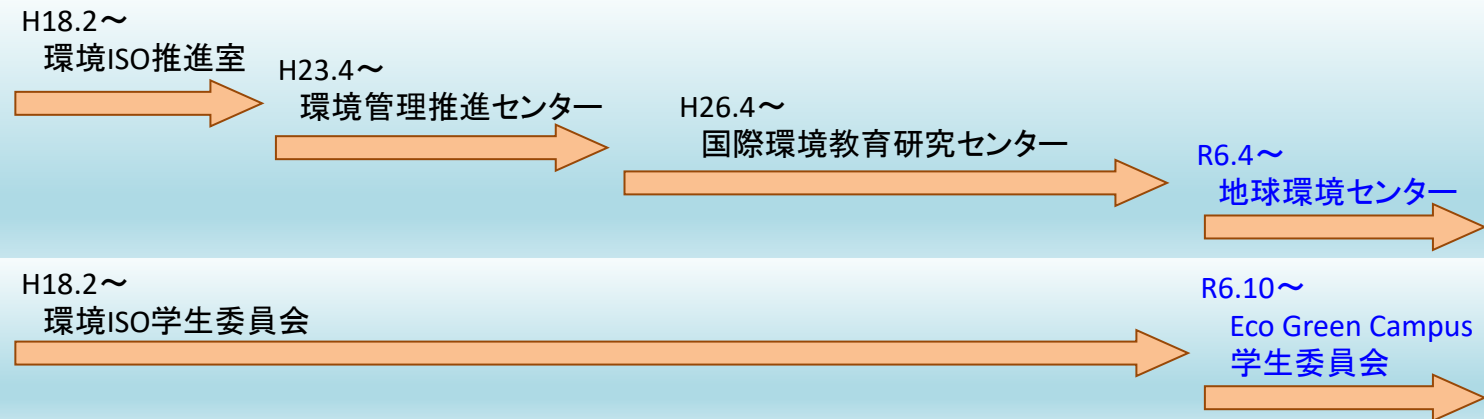 H18.2～
環境ISO推進室
H23.4～
環境管理推進センター
H26.4～
国際環境教育研究センター
R6.4～
地球環境センター
H18.2～
環境ISO学生委員会
R6.10～
Eco Green Campus
学生委員会